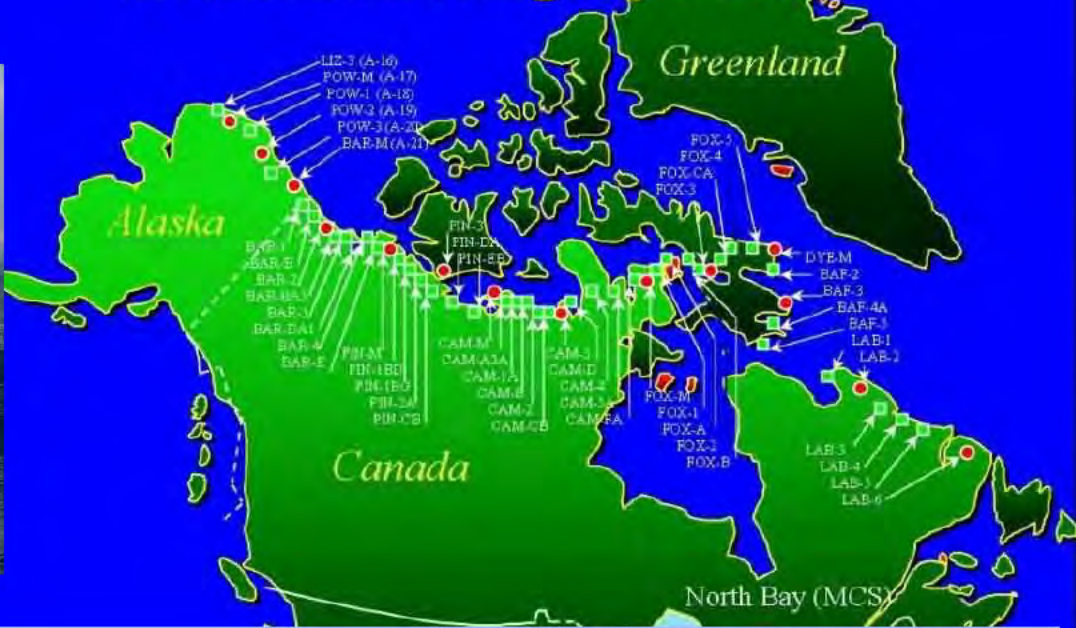 Greenland
LIZ-3 (A-16)
POW-M (A-17)
POW-1 (A-18)
POW-2 (A-19)
POW-3 (A-20)
BAR-M (A-21)
FOX-5
FOX-4
FOX-CA
FOX-3
Alaska
PIN-3
PIN-DA
PIN-EB
BAR-1
BAR-B
BAR-2
BAR-BA3
BAR-3
BAR-DA1
BAR-4
BAR-E
DYE-M
BAF-2
BAF-3
BAF-4A
BAF-5
LAB-1
LAB-2
PIN-M
PIN-1BD
PIN-1BG
PIN-2A
PIN-CB
CAM-M
CAM-A3A
CAM-1A
CAM-B
CAM-2
CAM-CB
CAM-3
CAM-D
CAM-4
CAM-5A
CAM-FA
FOX-M
FOX-1
FOX-A
FOX-2
FOX-B
LAB-3
LAB-4
LAB-5
LAB-6
Canada
North Bay (MCS)